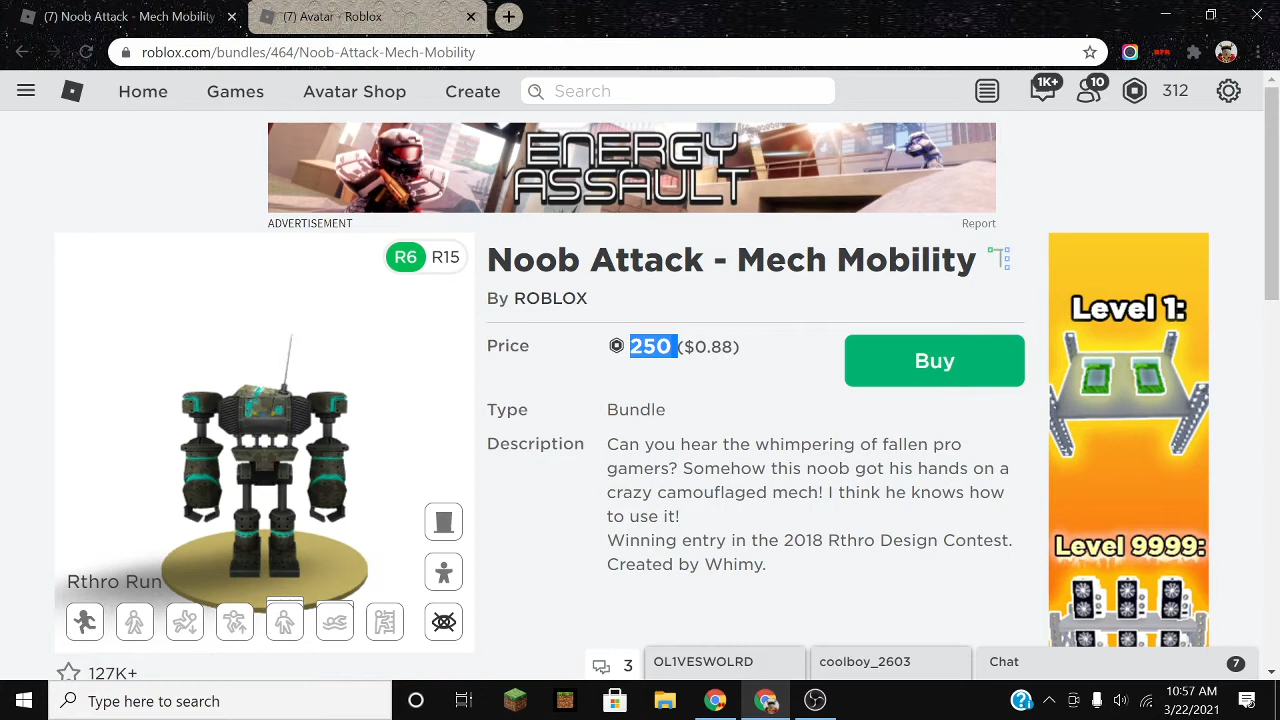 (7) Noob Attack - Mech Mobility
(7) Avatar - Roblox
roblox.com/bundles/464/Noob-Attack-Mech-Mobility
Home
Games
Avatar Shop
Create
Search
1K+
10
312
ENERGY
ASSAULT
ADVERTISEMENT
Report
R6
R15
Noob Attack - Mech Mobility
By ROBLOX
Price
250 ($0.88)
Buy
Type
Bundle
Description
Can you hear the whimpering of fallen pro
gamers? Somehow this noob got his hands on a
crazy camouflaged mech! I think he knows how
to use it!
Winning entry in the 2018 Rthro Design Contest.
Created by Whimy.
Rthro Run
127K+
Level 1:
Level 9999:
3
OL1VESWOLRD
coolboy_2603
Chat
7
Type here to search
10:57 AM
3/22/2021